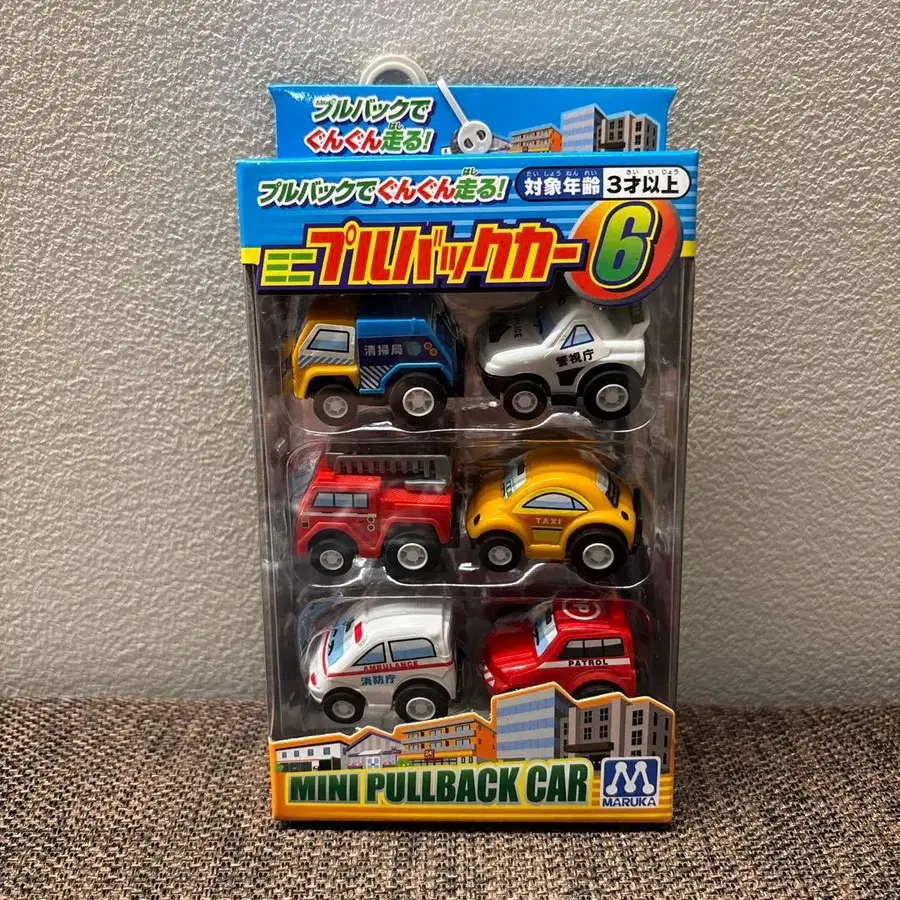 プルバックで
ぐんぐん走る!
プルバックでぐんぐん走る!
対象年齢 3才以上
ミニプルバックカー6
清掃局
警視庁
TAXI
AMBULANCE
消防庁
PATROL
MINI PULLBACK CAR
MARUKA